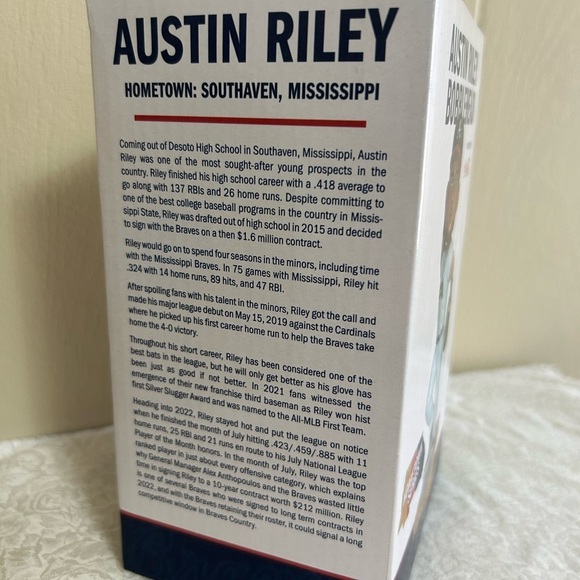 AUSTIN RILEY
HOMETOWN: SOUTHAVEN, MISSISSIPPI
Coming out of Desoto High School in Southaven, Mississippi, Austin
Riley was one of the most sought-after young prospects in the
country. Riley finished his high school career with a .418 average to
go along with 137 RBIs and 26 home runs. Despite committing to
one of the best college baseball programs in the country in Missis-
sippi State, Riley was drafted out of high school in 2015 and decided
to sign with the Braves on a then $1.6 million contract.
Riley would go on to spend four seasons in the minors, including time
with the Mississippi Braves. In 75 games with Mississippi, Riley hit
.324 with 14 home runs, 89 hits, and 47 RBI.
After spoiling fans with his talent in the minors, Riley got the call and
made his major league debut on May 15, 2019 against the Cardinals
where he picked up his first career home run to help the Braves take
home the 4-0 victory.
Throughout his short career, Riley has been considered one of the
best bats in the league, but he will only get better as his glove has
been just as good if not better. In 2021 fans witnessed the
emergence of their new franchise third baseman as Riley won hist
first Silver Slugger Award and was named to the All-MLB First Team.
Heading into 2022, Riley stayed hot and put the league on notice
when he finished the month of July hitting .423/.459/.885 with 11
home runs, 25 RBI and 21 runs en route to his July National League
Player of the Month honors. In the month of July, Riley was the top
ranked player in just about every offensive category, which explains
why General Manager Alex Anthopoulos and the Braves wasted little
time in signing Riley to a 10-year contract worth $212 million. Riley
is one of several Braves who were signed to long term contracts in
2022, and with the Braves retaining their roster, it could signal a long
competitive window in Braves Country.
AUSTIN RILEY